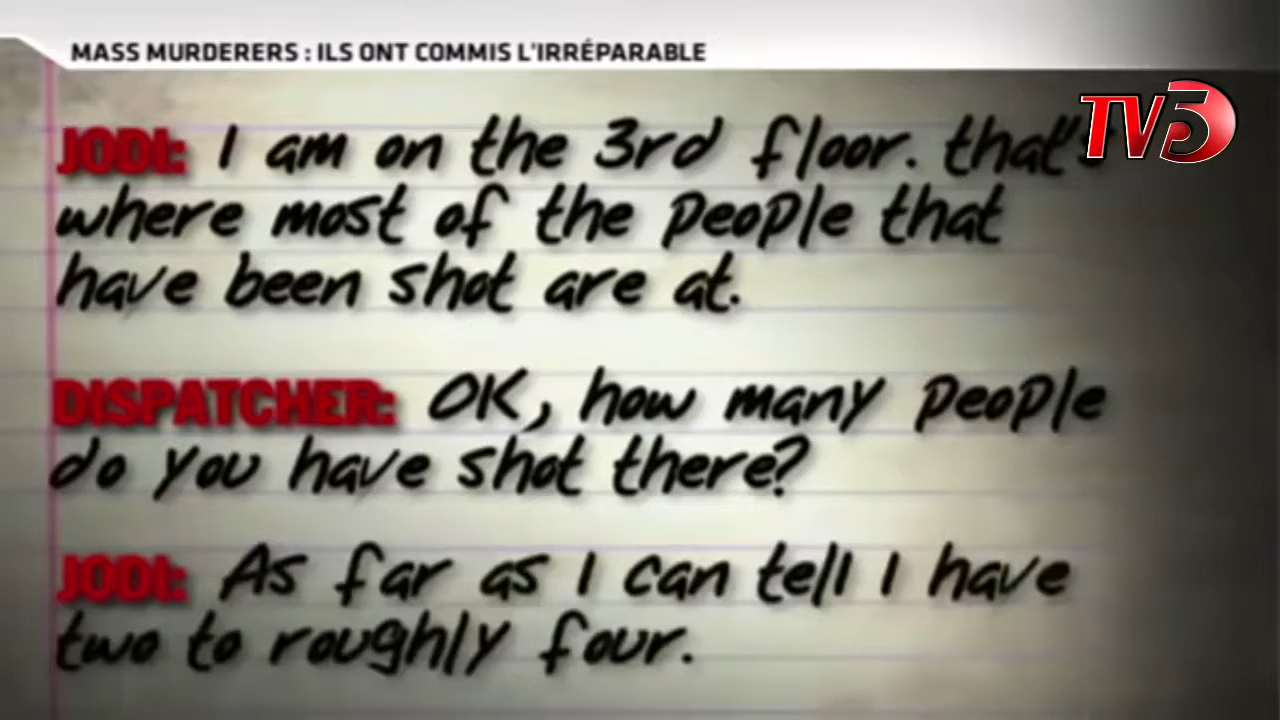 MASS MURDERERS : ILS ONT COMMIS L'IRRÉPARABLE
TV5
JODI: I am on the 3rd floor. that's
where most of the people that
have been shot are at.
DISPATCHER: OK, how many people
do you have shot there?
JODI: As far as I can tell I have
two to roughly four.